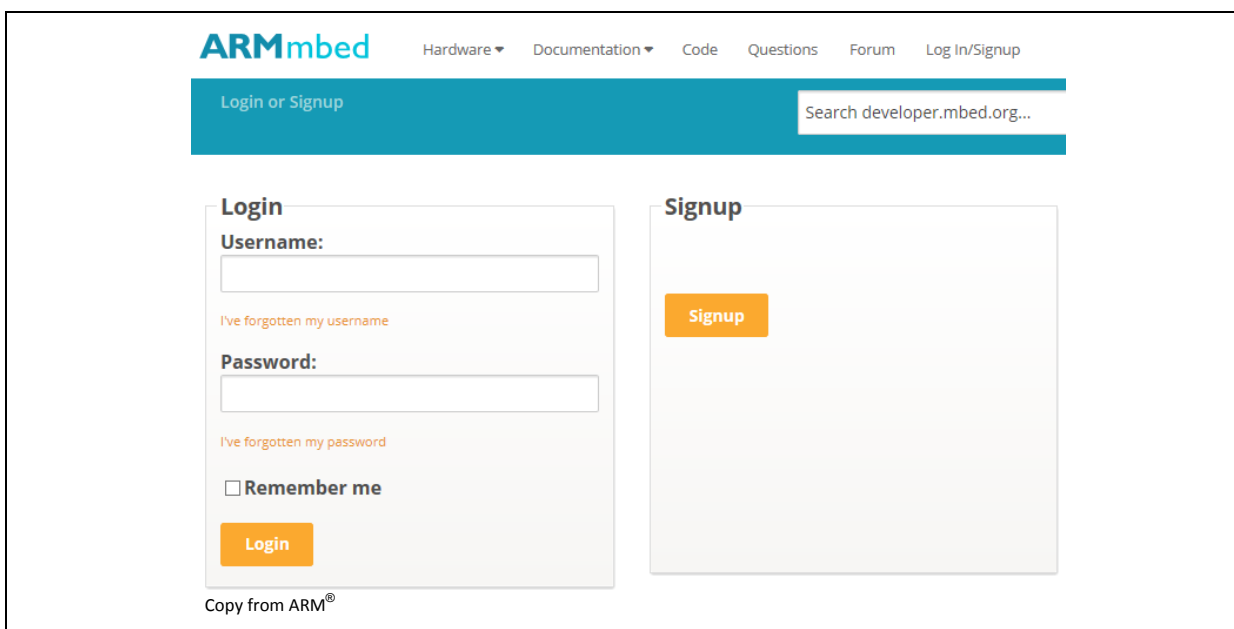 ARMmbed Hardware Documentation Code Questions Forum Log In/Signup
Login or Signup
Search developer.mbed.org...
Login
Username:
I've forgotten my username
Password:
I've forgotten my password
Remember me
Login
Signup
Signup
Copy from ARM®